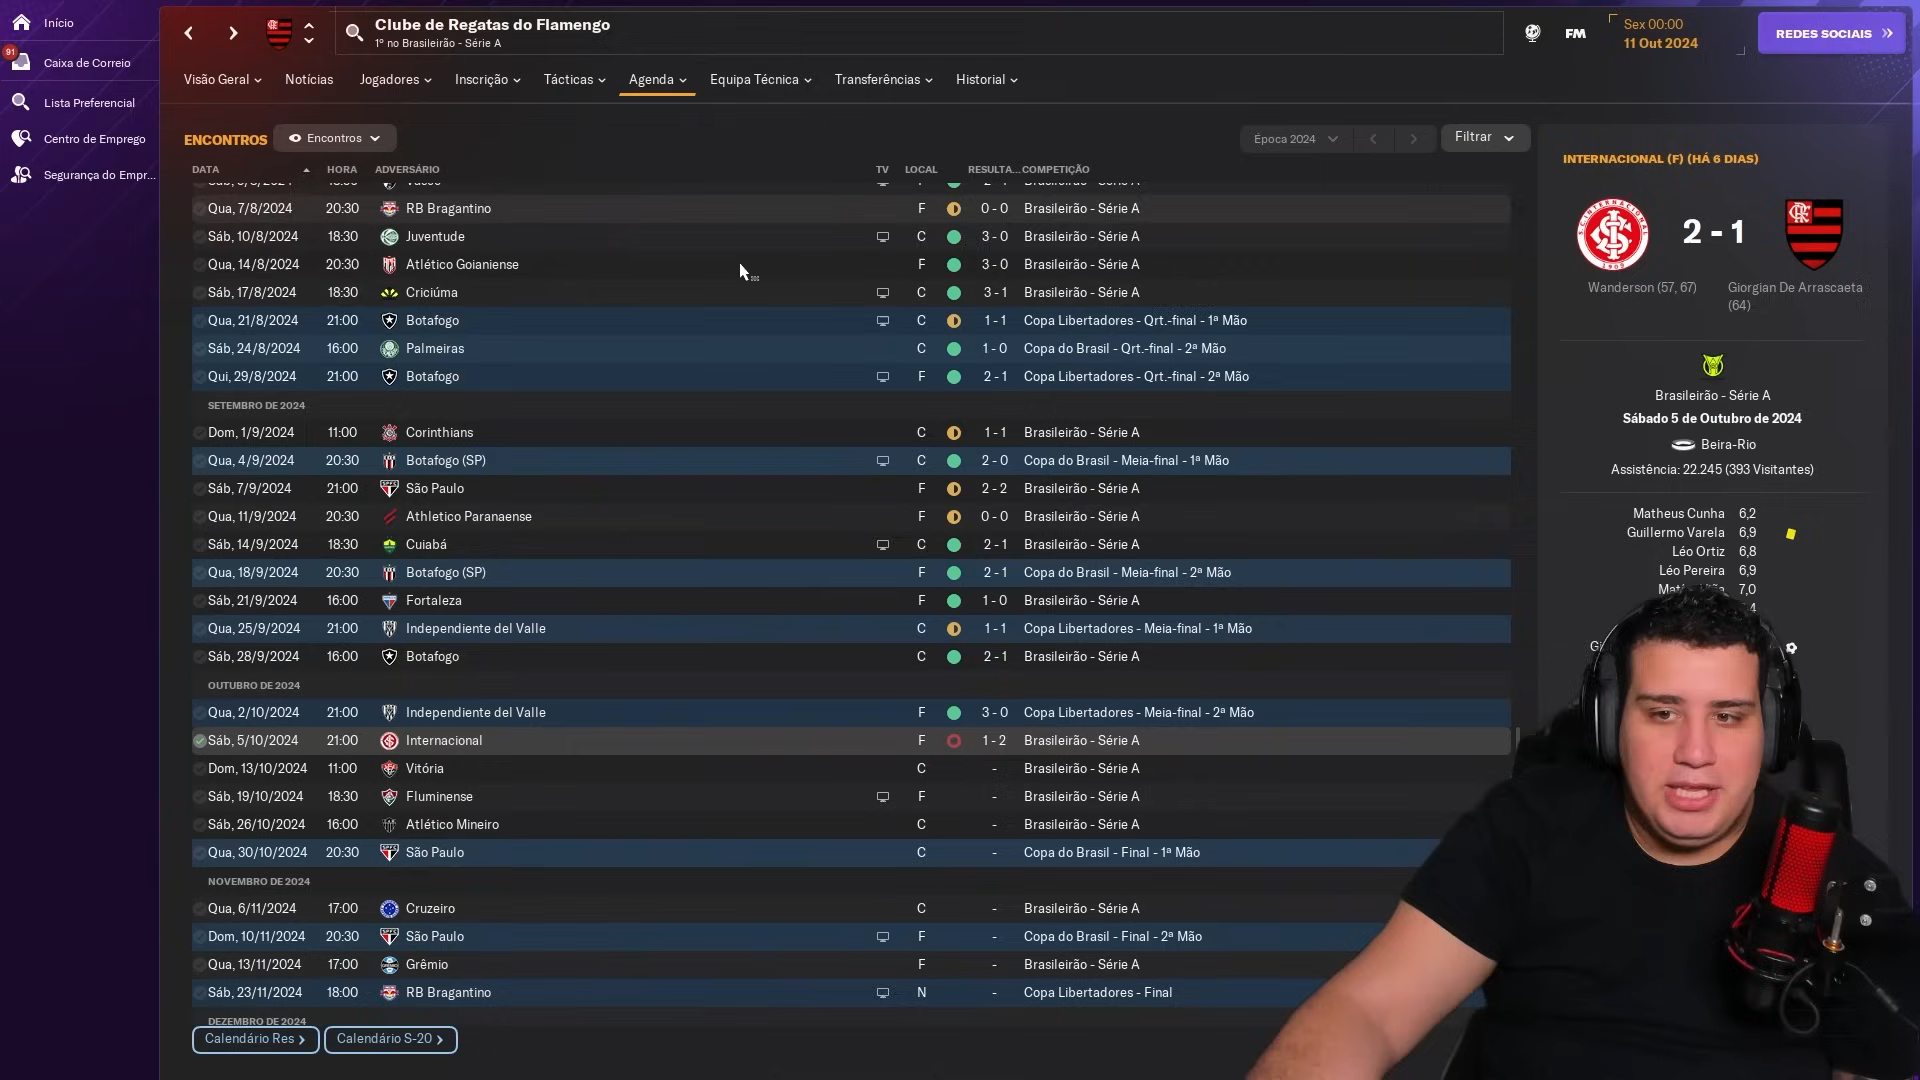 Início
Clube de Regatas do Flamengo
1º no Brasileirão - Série A
FM
Sex 00:00
11 Out 2024
REDES SOCIAIS
91
Caixa de Correio
Lista Preferencial
Centro de Emprego
Segurança do Empr...
Visão Geral Notícias Jogadores Inscrição Tácticas Agenda Equipa Técnica Transferências Historial
ENCONTROS Encontros Época 2024 Filtrar
DATA HORA ADVERSÁRIO TV LOCAL RESULTA... COMPETIÇÃO
Qua, 7/8/2024 20:30 RB Bragantino F 0 - 0 Brasileirão - Série A
Sáb, 10/8/2024 18:30 Juventude C 3 - 0 Brasileirão - Série A
Qua, 14/8/2024 20:30 Atlético Goianiense F 3 - 0 Brasileirão - Série A
Sáb, 17/8/2024 18:30 Criciúma C 3 - 1 Brasileirão - Série A
Qua, 21/8/2024 21:00 Botafogo C 1 - 1 Copa Libertadores - Qrt.-final - 1ª Mão
Sáb, 24/8/2024 16:00 Palmeiras C 1 - 0 Copa do Brasil - Qrt.-final - 2ª Mão
Qui, 29/8/2024 21:00 Botafogo F 2 - 1 Copa Libertadores - Qrt.-final - 2ª Mão
SETEMBRO DE 2024
Dom, 1/9/2024 11:00 Corinthians C 1 - 1 Brasileirão - Série A
Qua, 4/9/2024 20:30 Botafogo (SP) C 2 - 0 Copa do Brasil - Meia-final - 1ª Mão
Sáb, 7/9/2024 21:00 São Paulo F 2 - 2 Brasileirão - Série A
Qua, 11/9/2024 20:30 Athletico Paranaense F 0 - 0 Brasileirão - Série A
Sáb, 14/9/2024 18:30 Cuiabá C 2 - 1 Brasileirão - Série A
Qua, 18/9/2024 20:30 Botafogo (SP) F 2 - 1 Copa do Brasil - Meia-final - 2ª Mão
Sáb, 21/9/2024 16:00 Fortaleza F 1 - 0 Brasileirão - Série A
Qua, 25/9/2024 21:00 Independiente del Valle C 1 - 1 Copa Libertadores - Meia-final - 1ª Mão
Sáb, 28/9/2024 16:00 Botafogo C 2 - 1 Brasileirão - Série A
OUTUBRO DE 2024
Qua, 2/10/2024 21:00 Independiente del Valle F 3 - 0 Copa Libertadores - Meia-final - 2ª Mão
Sáb, 5/10/2024 21:00 Internacional F 1 - 2 Brasileirão - Série A
Dom, 13/10/2024 11:00 Vitória C - Brasileirão - Série A
Sáb, 19/10/2024 18:30 Fluminense F - Brasileirão - Série A
Sáb, 26/10/2024 16:00 Atlético Mineiro C - Brasileirão - Série A
Qua, 30/10/2024 20:30 São Paulo C - Copa do Brasil - Final - 1ª Mão
NOVEMBRO DE 2024
Qua, 6/11/2024 17:00 Cruzeiro C - Brasileirão - Série A
Dom, 10/11/2024 20:30 São Paulo F - Copa do Brasil - Final - 2ª Mão
Qua, 13/11/2024 17:00 Grêmio F - Brasileirão - Série A
Sáb, 23/11/2024 18:00 RB Bragantino N - Copa Libertadores - Final
DEZEMBRO DE 2024
Calendário Res Calendário S-20
INTERNACIONAL (F) (HÁ 6 DIAS)
2 - 1
Wanderson (57, 67)
Giorgian De Arrascaeta
(64)
Brasileirão - Série A
Sábado 5 de Outubro de 2024
Beira-Rio
Assistência: 22.245 (393 Visitantes)
Matheus Cunha 6,2
Guillermo Varela 6,9
Léo Ortiz 6,8
Léo Pereira 6,9
7,0